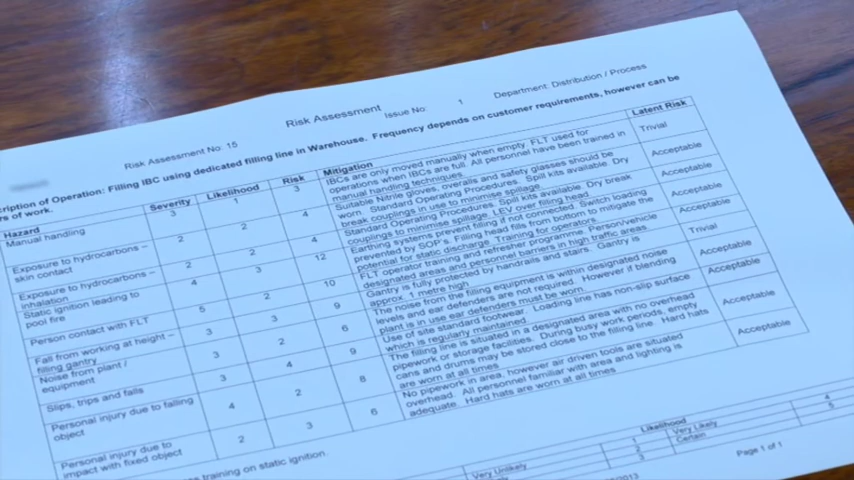 Risk Assessment
Risk Assessment No: 15 Issue No: 1 Department: Distribution / Process
cription of Operation: Filling IBC using dedicated filling line in Warehouse. Frequency depends on customer requirements, however can be
rs of work.
Hazard Severity Likelihood Risk Mitigation Latent Risk
Manual handling 3 1 3 IBCs are only moved manually when empty. FLT used for Trivial
operations when IBCs are full. All personnel have been trained in
manual handling techniques.
Exposure to hydrocarbons – 2 2 4 Suitable Nitrile gloves, overalls and safety glasses should be Acceptable
skin contact worn. Standard Operating Procedures. Spill kits available. Dry
break couplings in use to minimise spillage.
Exposure to hydrocarbons – 2 2 4 Standard Operating Procedures. Spill kits available. Dry break Acceptable
inhalation couplings to minimise spillage. LEV over filling head.
Static ignition leading to 4 3 12 Earthing systems prevent filling if not connected. Switch loading Acceptable
pool fire prevented by SOP's. Filling head fills from bottom to mitigate the
potential for static discharge. Training for operators.
Person contact with FLT 5 2 10 FLT operator training and refresher programme. Person/vehicle Acceptable
designated areas and personnel barriers in high traffic areas.
Fall from working at height – 3 3 9 Gantry is fully protected by handrails and stairs. Gantry is Trivial
filling gantry approx. 1 metre high
Noise from plant / 3 2 6 The noise from the filling equipment is within designated noise Acceptable
equipment levels and ear defenders are not required. However if blending
plant is in use ear defenders must be worn.
Slips, trips and falls 3 4 9 Use of site standard footwear. Loading line has non-slip surface Acceptable
which is regularly maintained.
Personal injury due to falling 4 2 8 The filling line is situated in a designated area with no overhead Acceptable
object pipework or storage facilities. During busy work periods, empty
cans and drums may be stored close to the filling line. Hard hats
are worn at all times
Personal injury due to 2 3 6 No pipework in area, however air driven tools are situated Acceptable
impact with fixed object overhead. All personnel familiar with area and lighting is
adequate. Hard hats are worn at all times
training on static ignition.
Likelihood
Very Unlikely 1 Very Likely 4
2 Certain 5
3
2013
Page 1 of 1